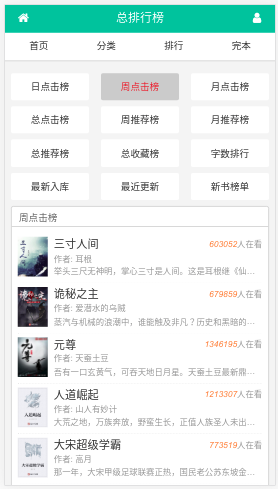 总排行榜
首页 分类 排行 完本
日点击榜 周点击榜 月点击榜
总点击榜 周推荐榜 月推荐榜
总推荐榜 总收藏榜 字数排行
最新入库 最近更新 新书榜单
周点击榜
三寸人间 603052人在看
作者: 耳根
举头三尺无神明，掌心三寸是人间。这是耳根继《仙…
诡秘之主 679859人在看
作者: 爱潜水的乌贼
蒸汽与机械的浪潮中，谁能触及非凡？历史和黑暗的…
元尊 1346195人在看
作者: 天蚕土豆
吾有一口玄黄气，可吞天地日月星。天蚕土豆最新鼎…
人道崛起 1213307人在看
作者: 山人有妙计
大荒之地，万族奔放，野蛮生长，正值人族圣人未出…
大宋超级学霸 773519人在看
作者: 高月
那一年，大宋甲级足球联赛正热，国民老公苏东坡金…